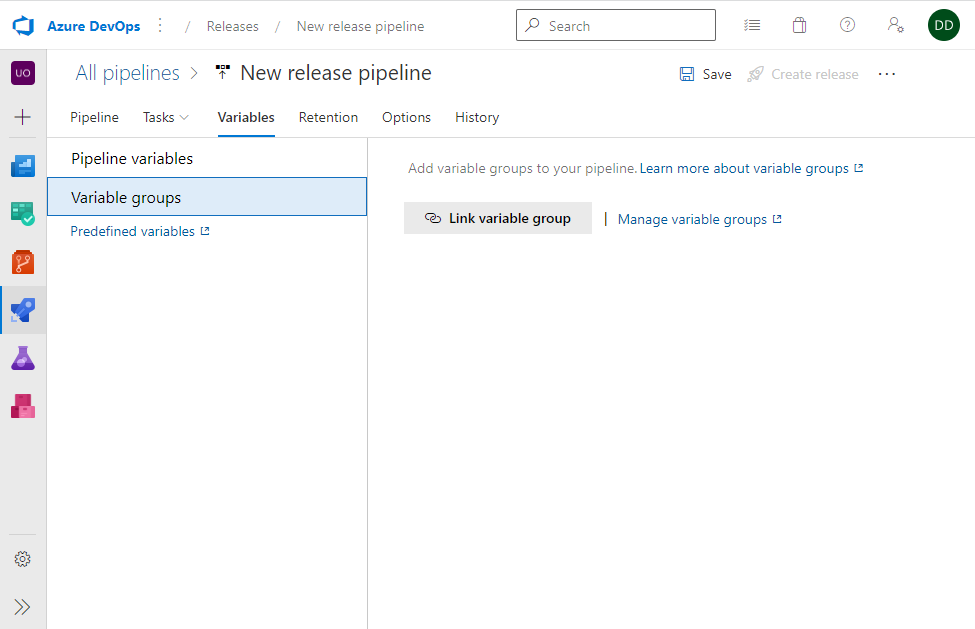 Azure DevOps / Releases / New release pipeline Search DD
UO
All pipelines New release pipeline Save Create release
Pipeline Tasks Variables Retention Options History
Pipeline variables
Variable groups
Predefined variables
Add variable groups to your pipeline. Learn more about variable groups
Link variable group | Manage variable groups